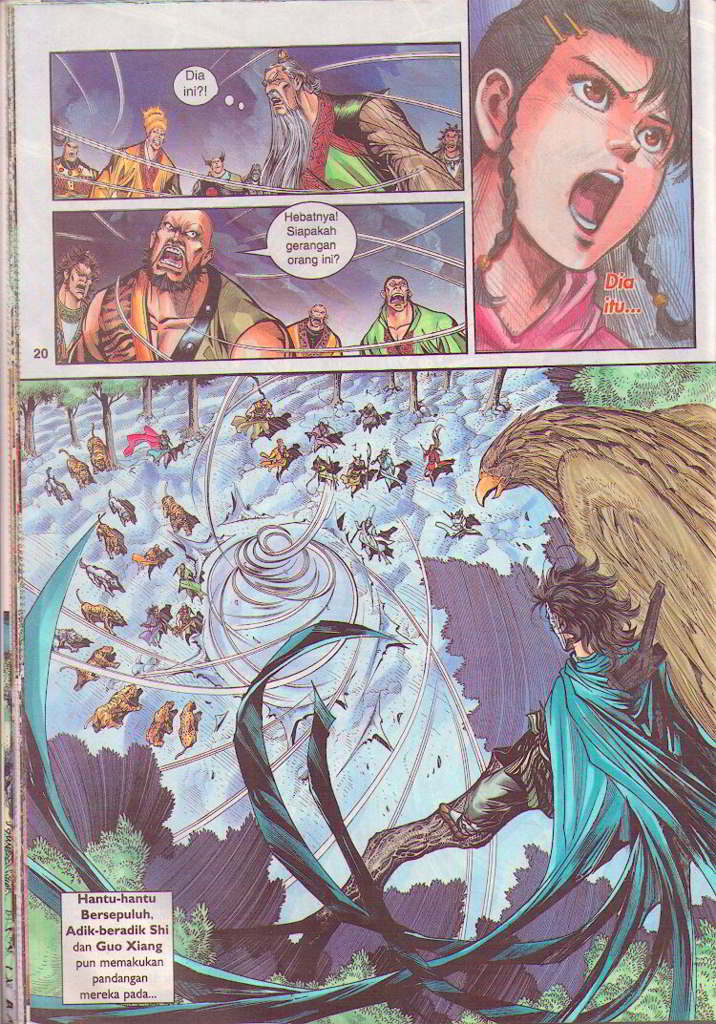 Dia
ini?!
Hebatnya!
Siapakah
gerangan
orang ini?
Dia
itu...
20
Hantu-hantu
Bersepuluh,
Adik-beradik Shi
dan Guo Xiang
pun memakukan
pandangan
mereka pada...